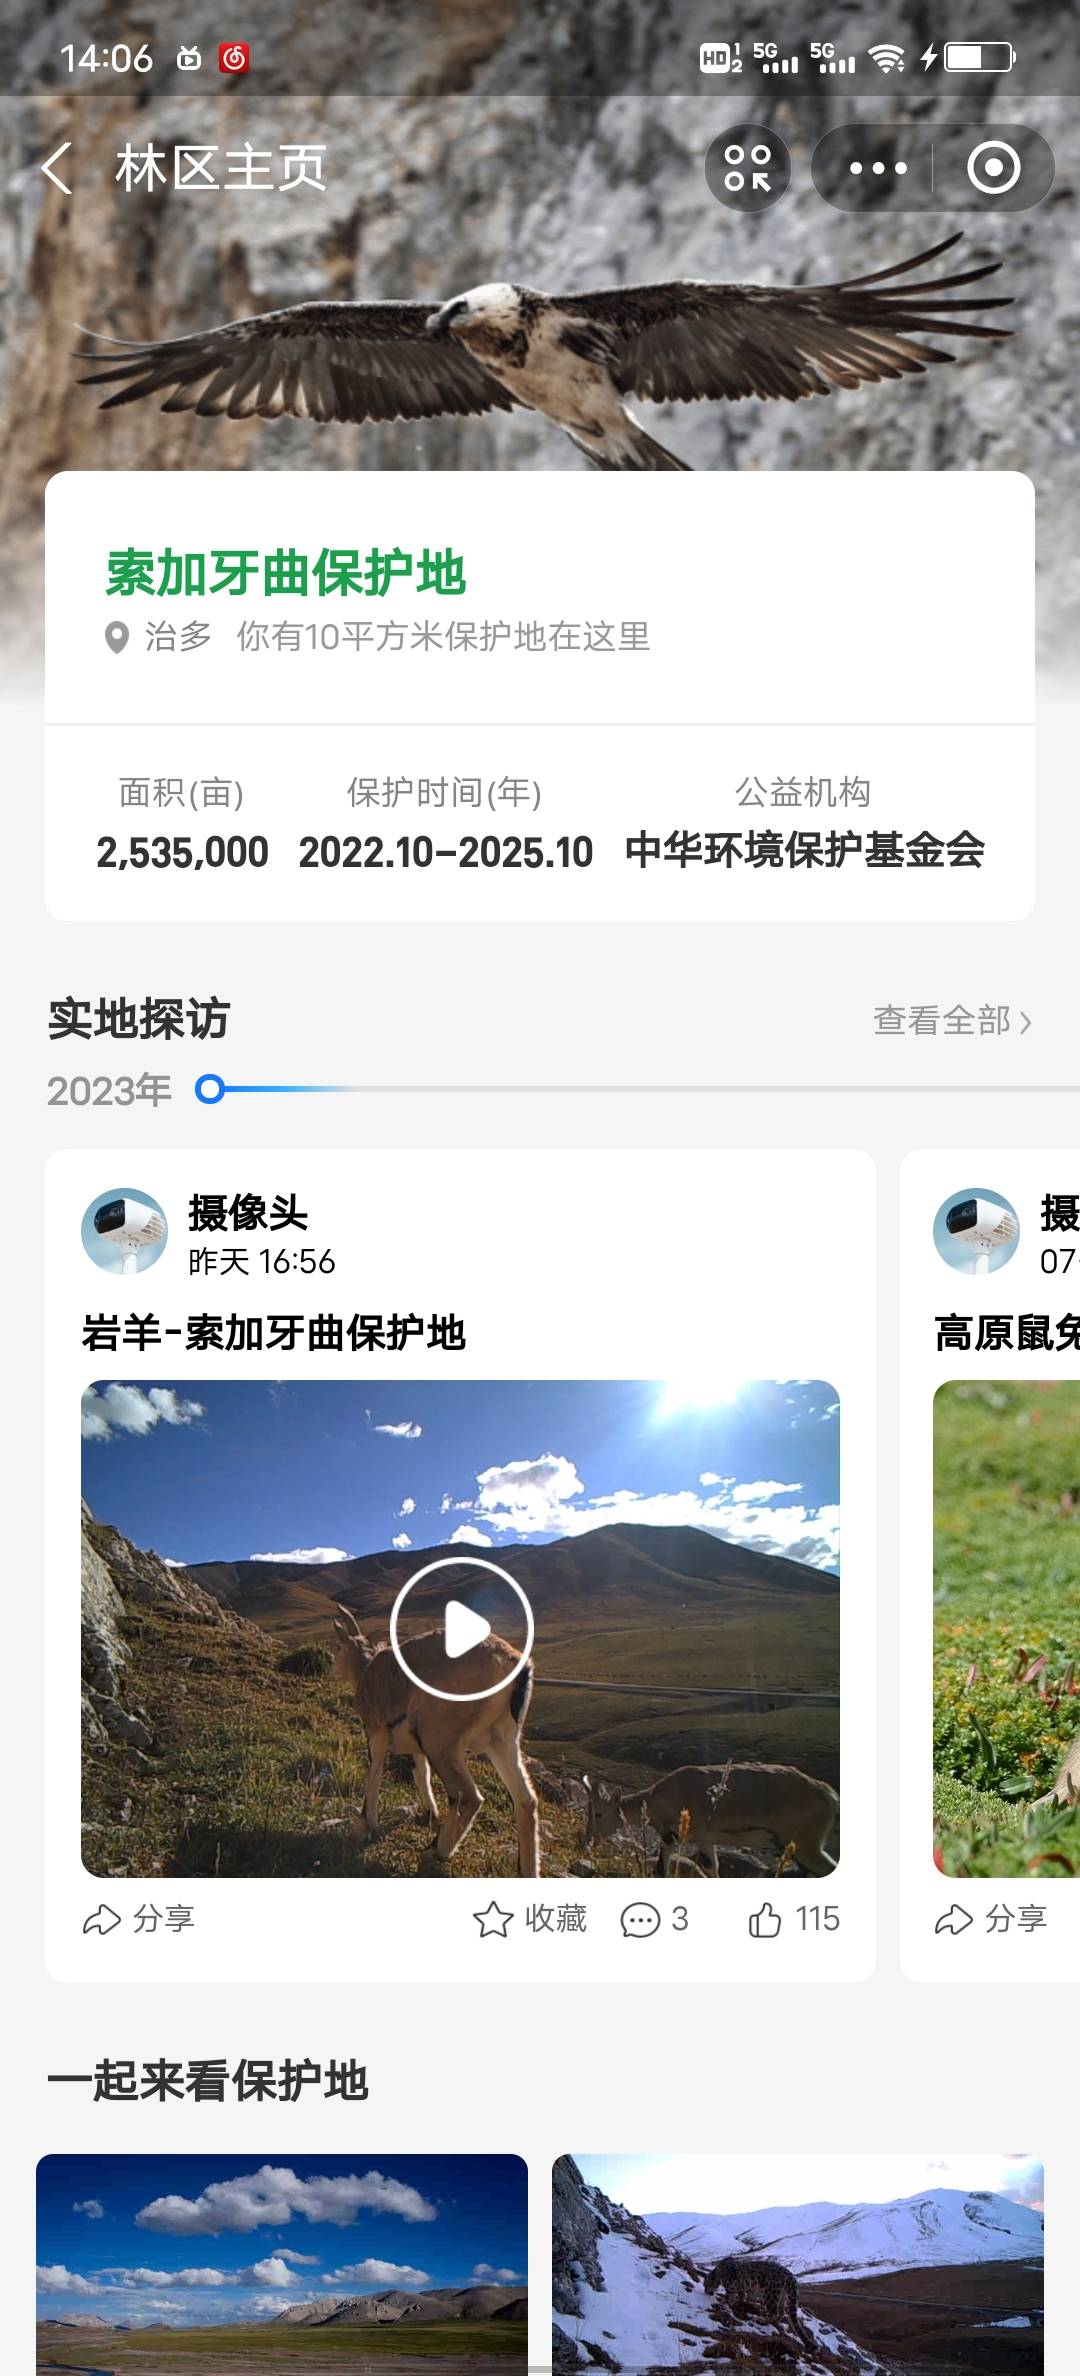 14:06 HD 1 2 5G 5G
林区主页
索加牙曲保护地
治多 你有10平方米保护地在这里
面积(亩) 保护时间(年) 公益机构
2,535,000 2022.10-2025.10 中华环境保护基金会
实地探访 查看全部
2023年
摄像头
昨天 16:56
岩羊-索加牙曲保护地
分享 收藏 3 115
摄
07
高原鼠兔
分享
一起来看保护地